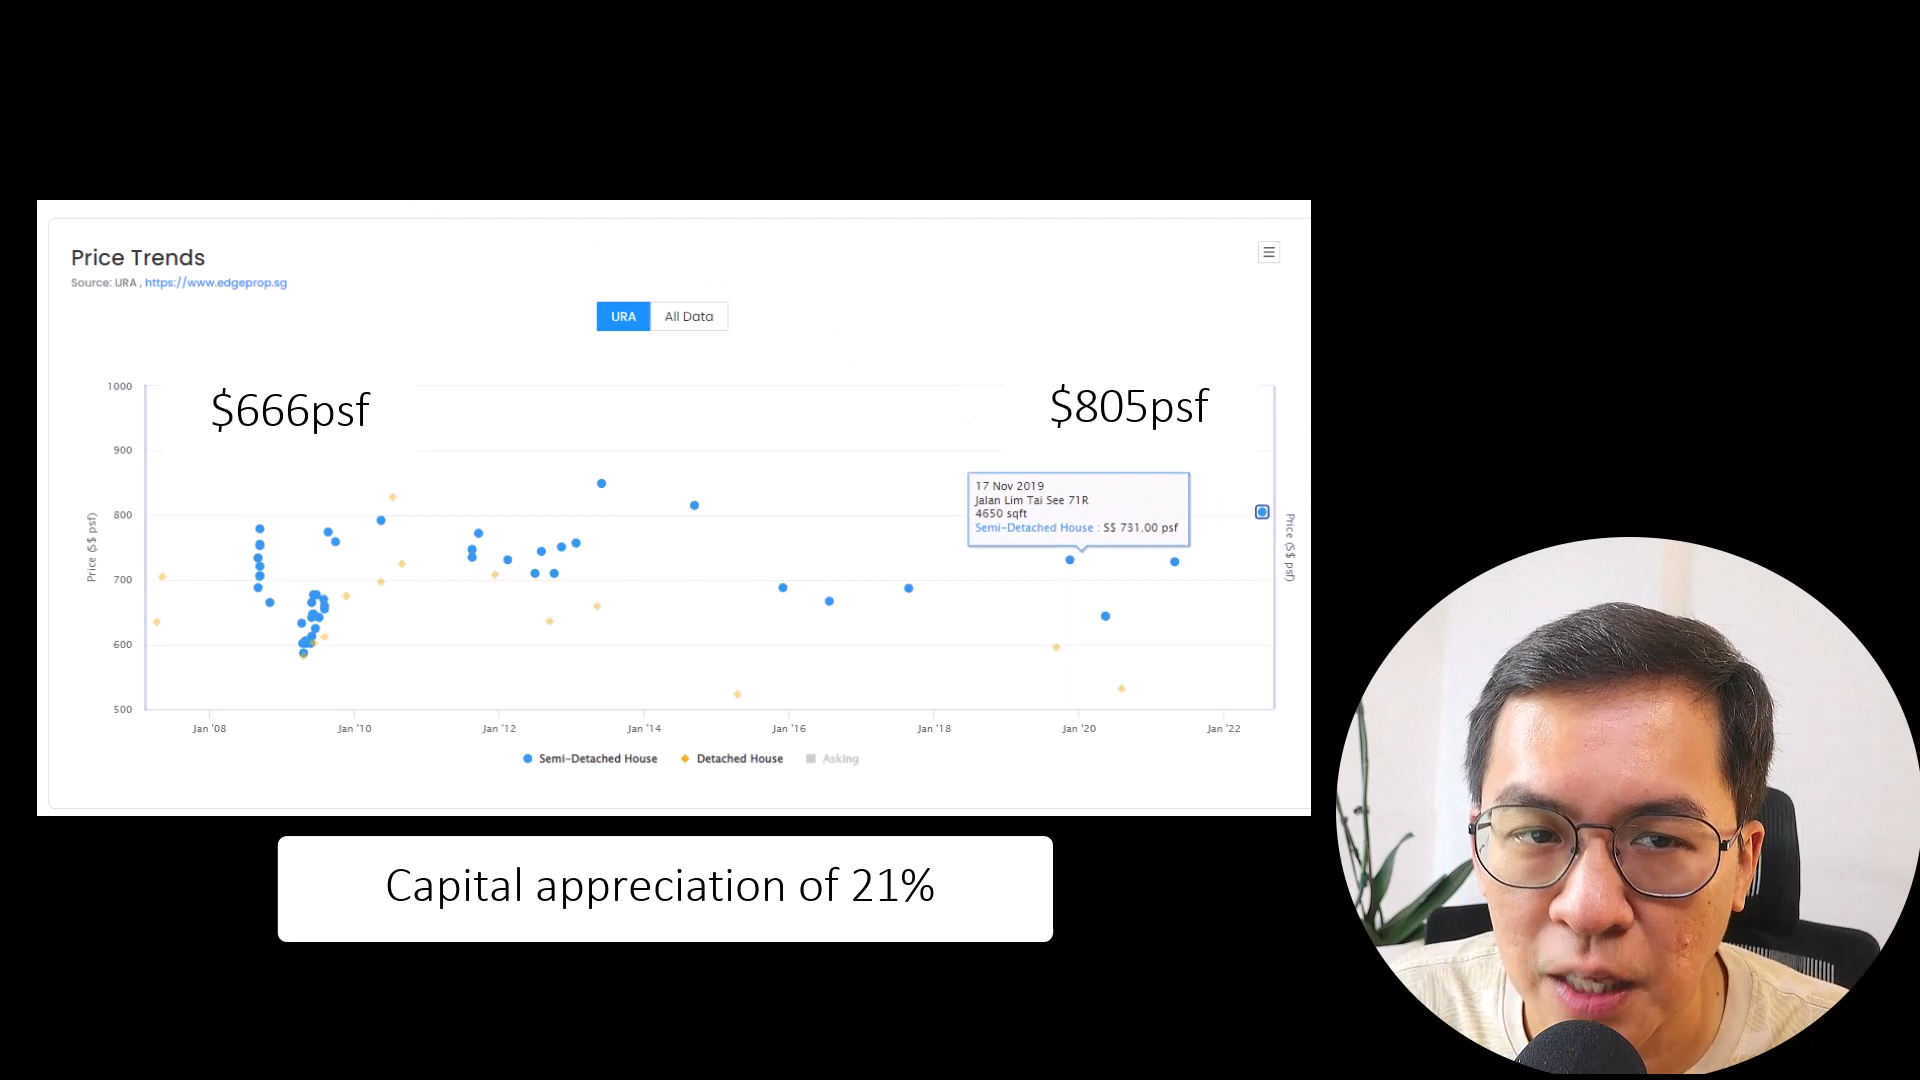 Price Trends
Source: URA , https://www.edgeprop.sg
URA
All Data
$666psf
$805psf
1000
900
800
700
600
500
Price (S$ psf)
Price (S$ psf)
17 Nov 2019
Jalan Lim Tai See 71R
4650 sqft
Semi-Detached House : S$ 731.00 psf
Jan '08
Jan '10
Jan '12
Jan '14
Jan '16
Jan '18
Jan '20
Jan '22
Semi-Detached House
Detached House
Asking
Capital appreciation of 21%